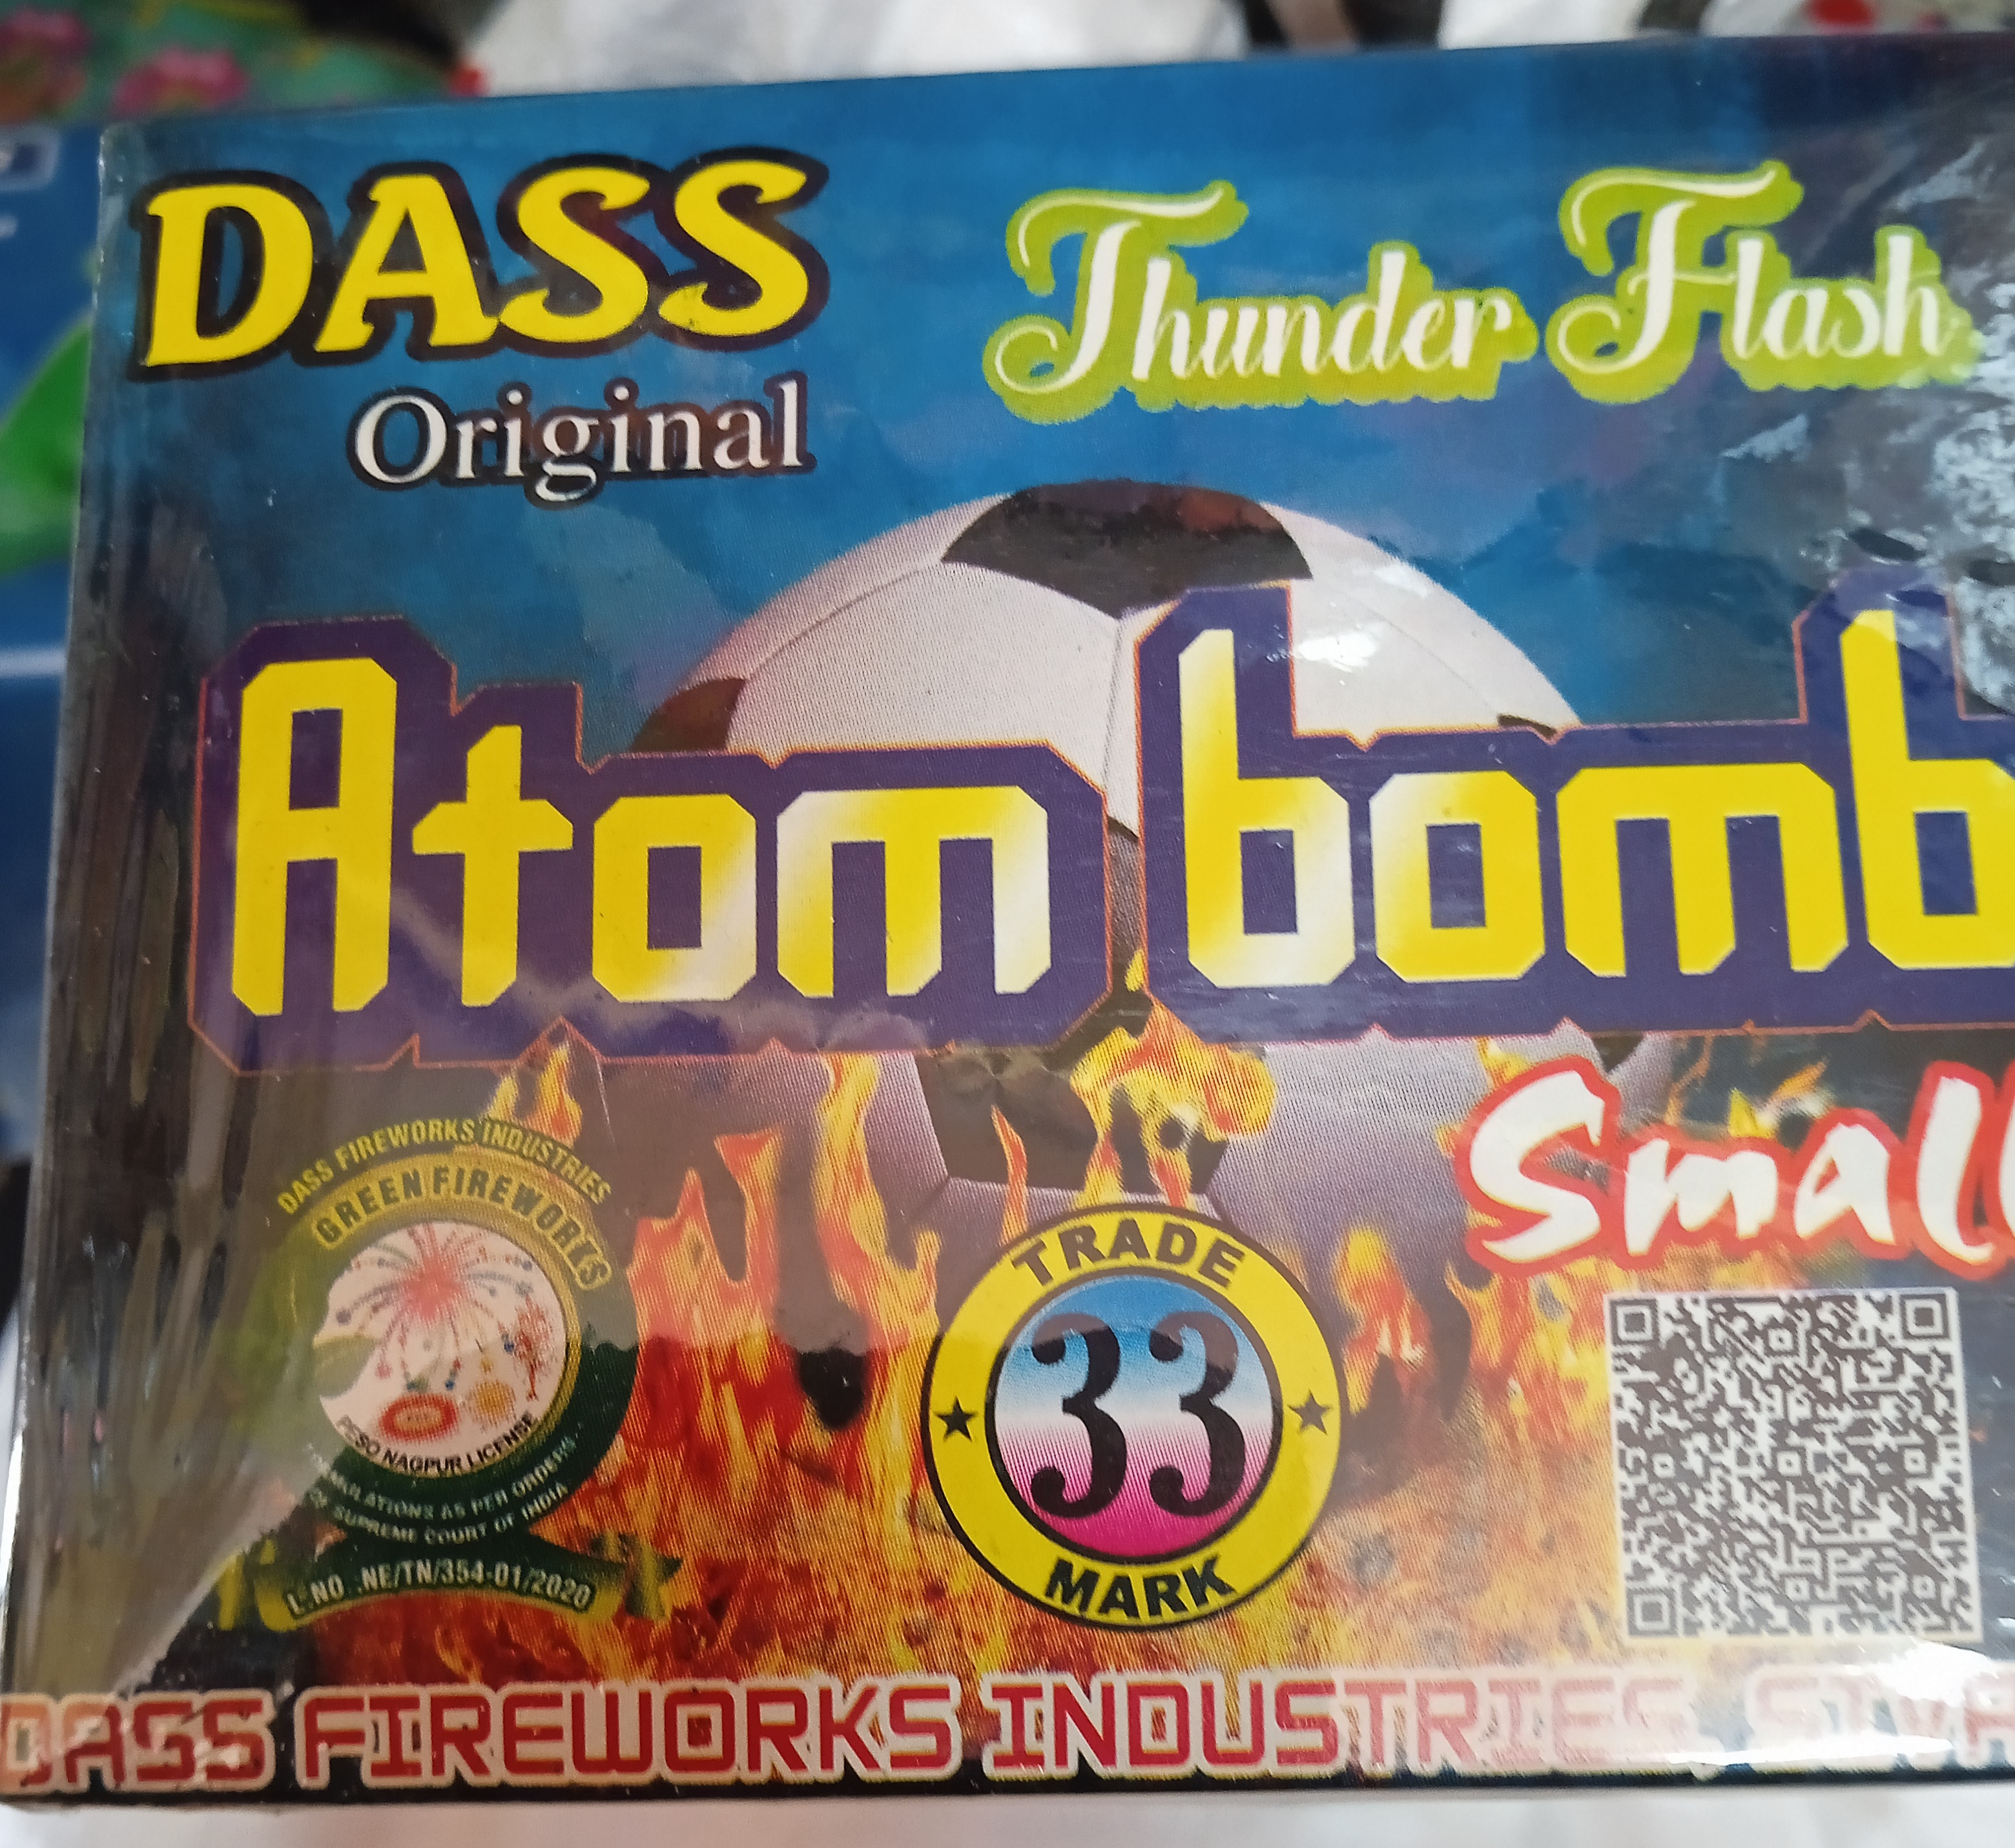 DASS
Original
Thunder Flash
Atom bomb
Small
DASS FIREWORKS INDUSTRIES
GREEN FIREWORKS
PESO NAGPUR LICENSE
AS PER ORDERS
OF SUPREME COURT OF INDIA
L.NO .NE/TN/354-01/2020
TRADE
33
MARK
DASS FIREWORKS INDUSTRIES, SIVA